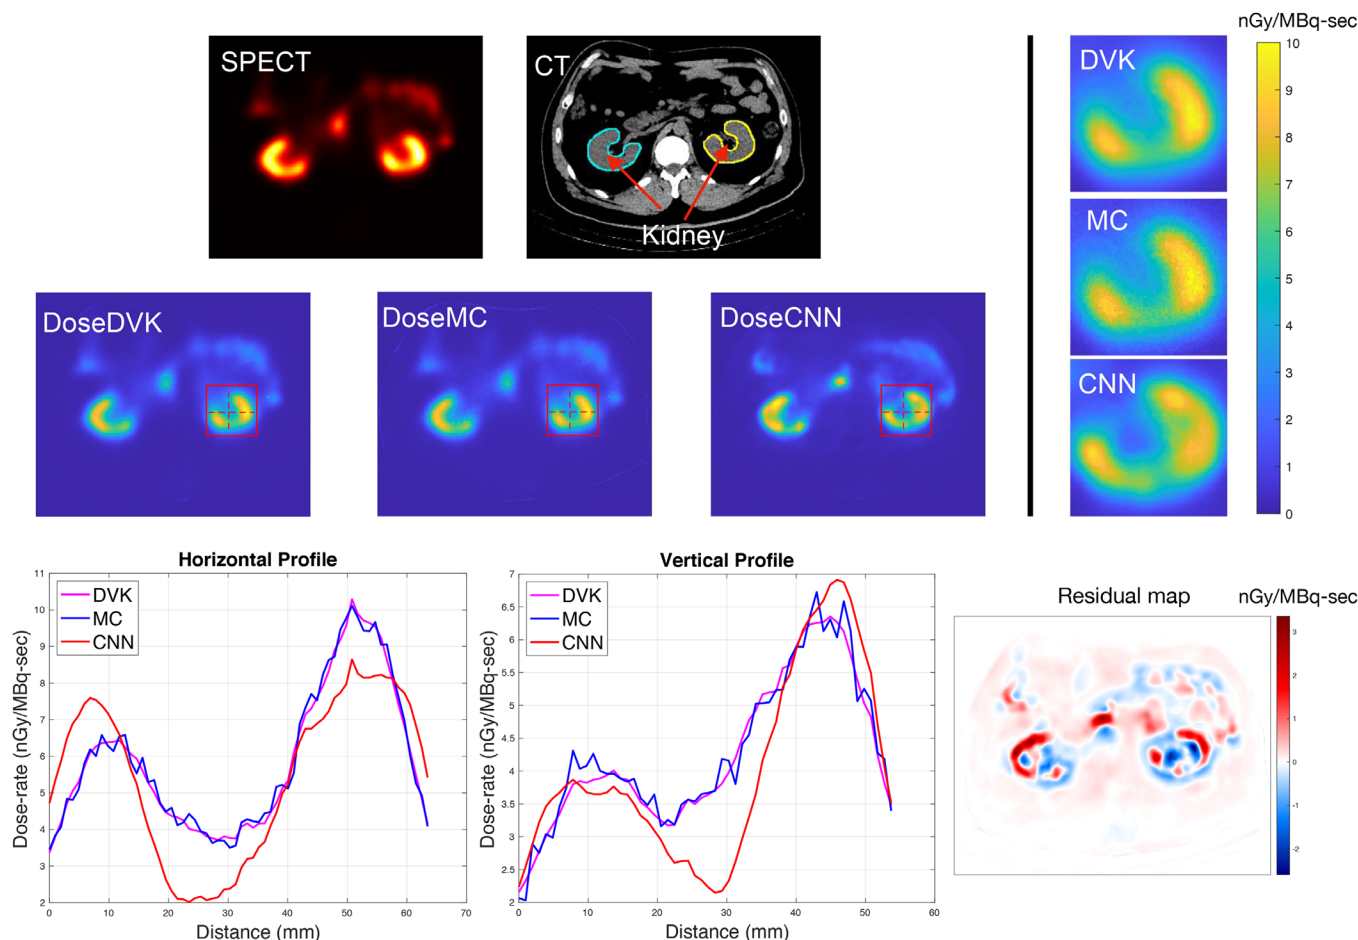 nGy/MBq-sec
SPECT
CT
Kidney
DVK
MC
CNN
10
9
8
7
6
5
4
3
2
1
0
DoseDVK
DoseMC
DoseCNN
Horizontal Profile
DVK
MC
CNN
Dose-rate (nGy/MBq-sec)
11
10
9
8
7
6
5
4
3
2
0 10 20 30 40 50 60 70
Distance (mm)
Vertical Profile
DVK
MC
CNN
Dose-rate (nGy/MBq-sec)
7
6.5
6
5.5
5
4.5
4
3.5
3
2.5
2
0 10 20 30 40 50 60
Distance (mm)
Residual map
nGy/MBq-sec
3
2
1
0
-1
-2